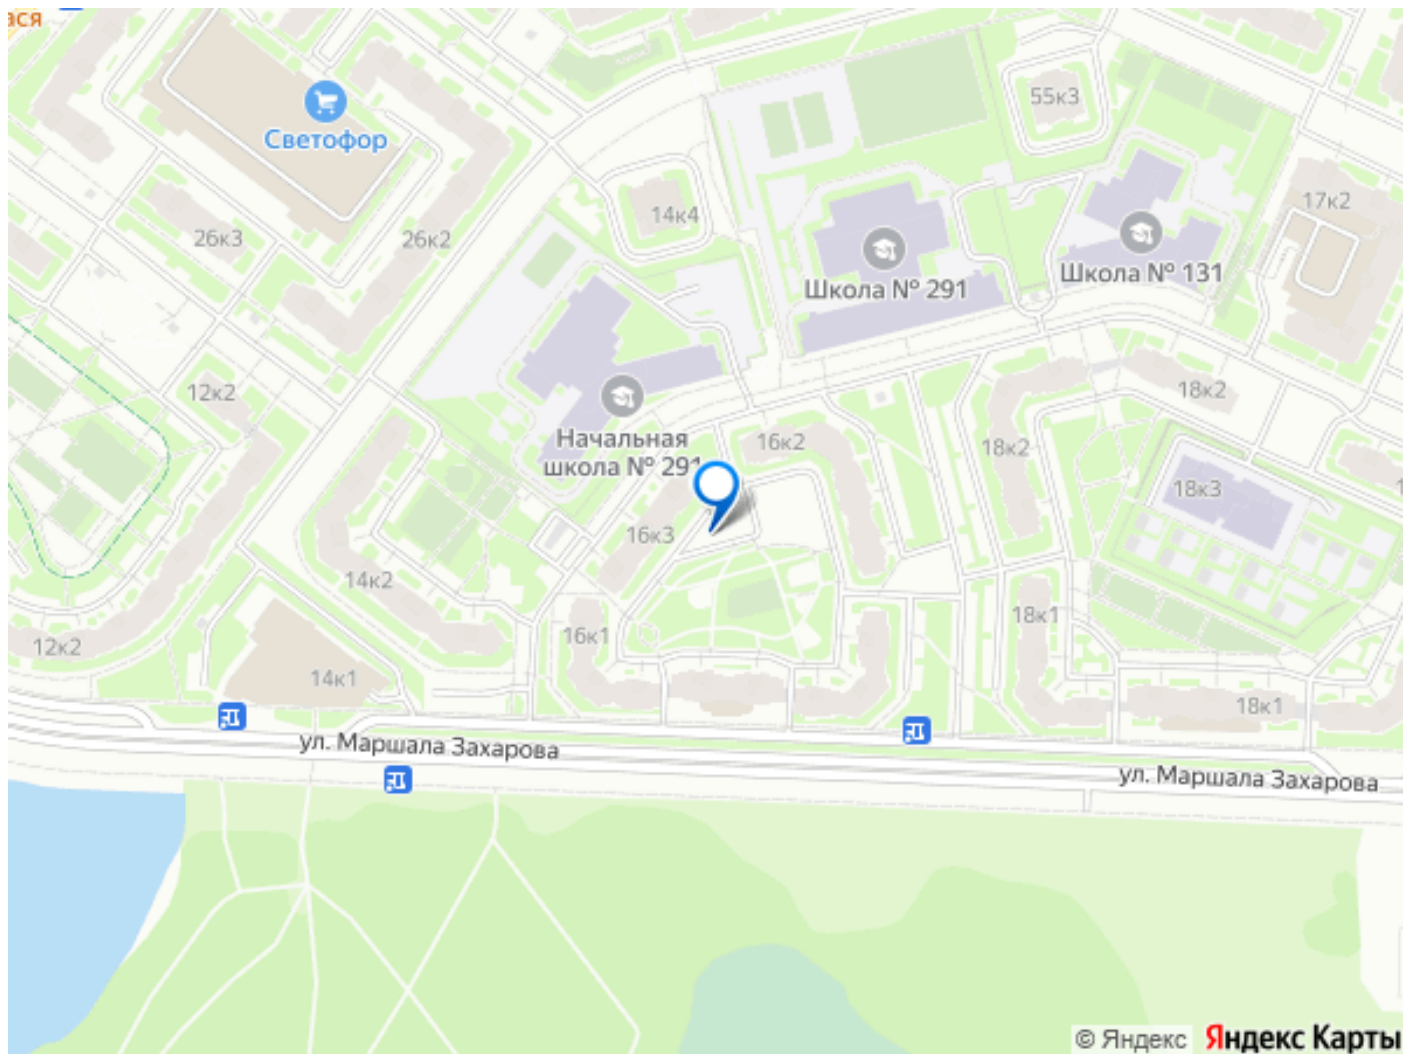 ася
Светофор
55к3
17к2
14к4
26к3
26к2
Школа № 291
Школа № 131
12к2
Начальная
школа № 291
16к2
18к2
18к2
18к3
16к3
14к2
12к2
16к1
18к1
14к1
18к1
ул. Маршала Захарова
ул. Маршала Захарова
© Яндекс Яндекс Карты